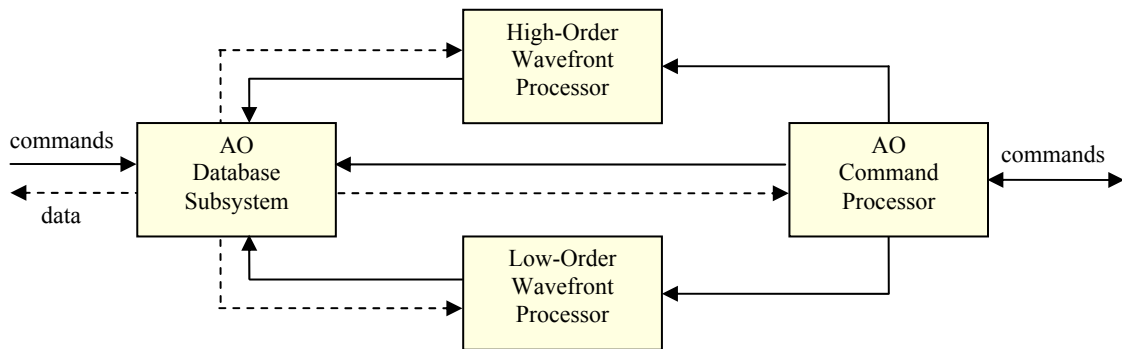 High-Order
Wavefront
Processor
commands
AO
Database
Subsystem
AO
Command
Processor
commands
data
Low-Order
Wavefront
Processor